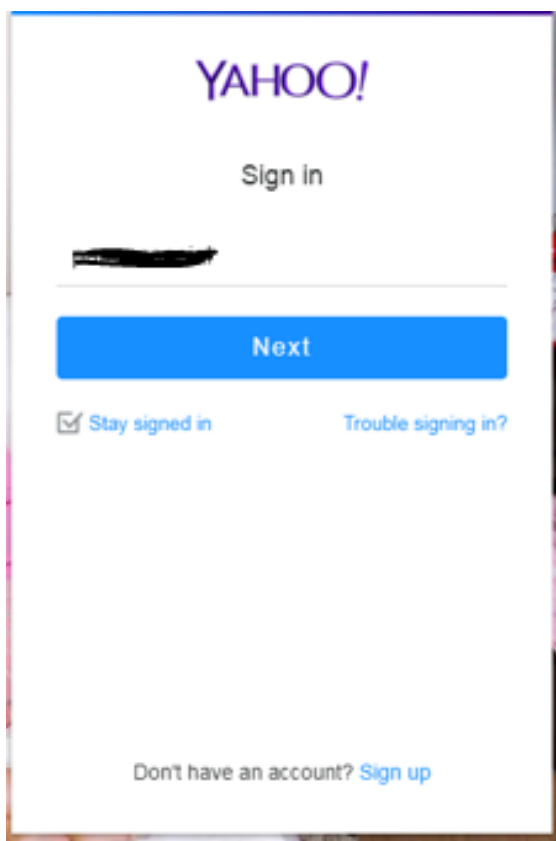 YAHOO!
Sign in
Next
Stay signed in Trouble signing in?
Don't have an account? Sign up